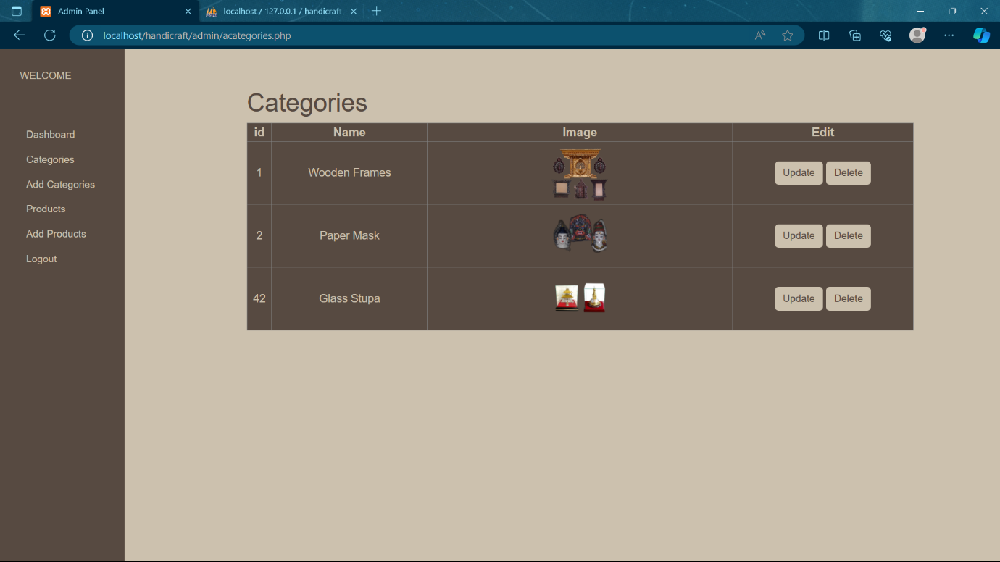 Admin Panel
localhost / 127.0.0.1 / handicraft
localhost/handicraft/admin/acategories.php
WELCOME
Dashboard
Categories
Add Categories
Products
Add Products
Logout
Categories
id Name Image Edit
1 Wooden Frames Update Delete
2 Paper Mask Update Delete
42 Glass Stupa Update Delete